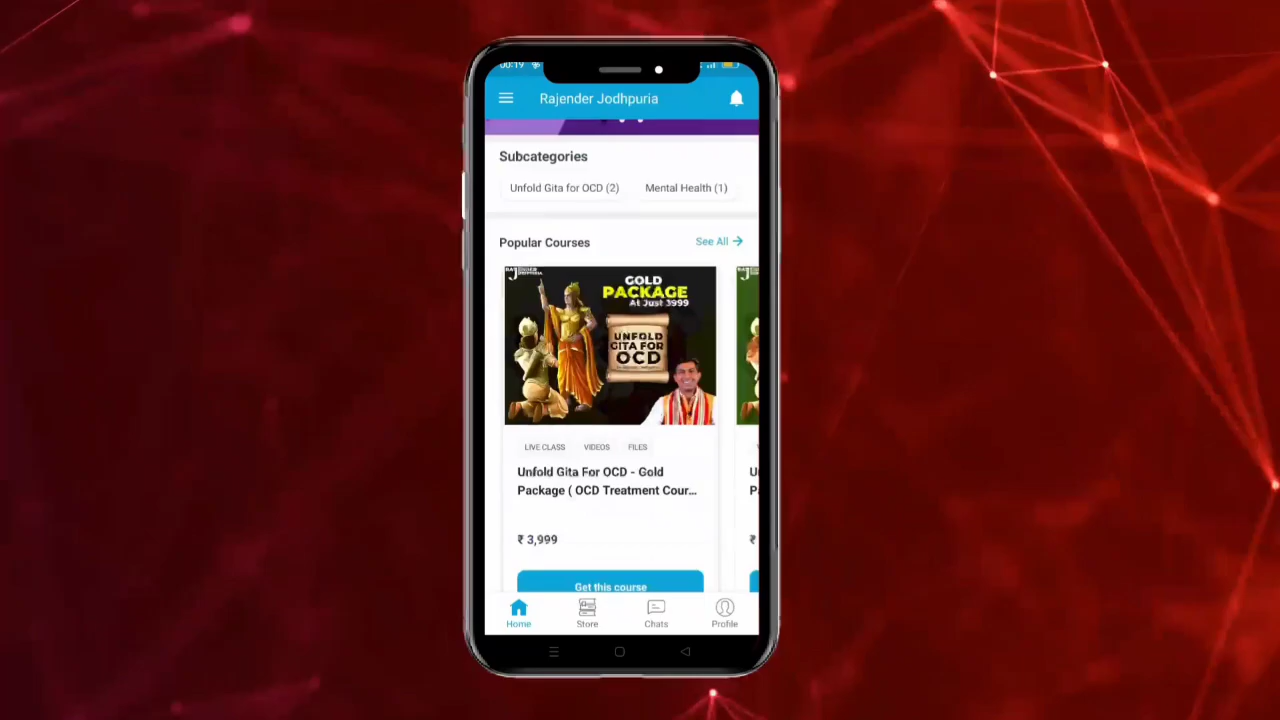 00:19
Rajender Jodhpuria
Subcategories
Unfold Gita for OCD (2)
Mental Health (1)
Popular Courses
See All
GOLD
PACKAGE
At Just 3999
UNFOLD
GITA FOR
OCD
LIVE CLASS
VIDEOS
FILES
Unfold Gita For OCD - Gold
Package ( OCD Treatment Cour...
₹ 3,999
Get this course
Home
Store
Chats
Profile